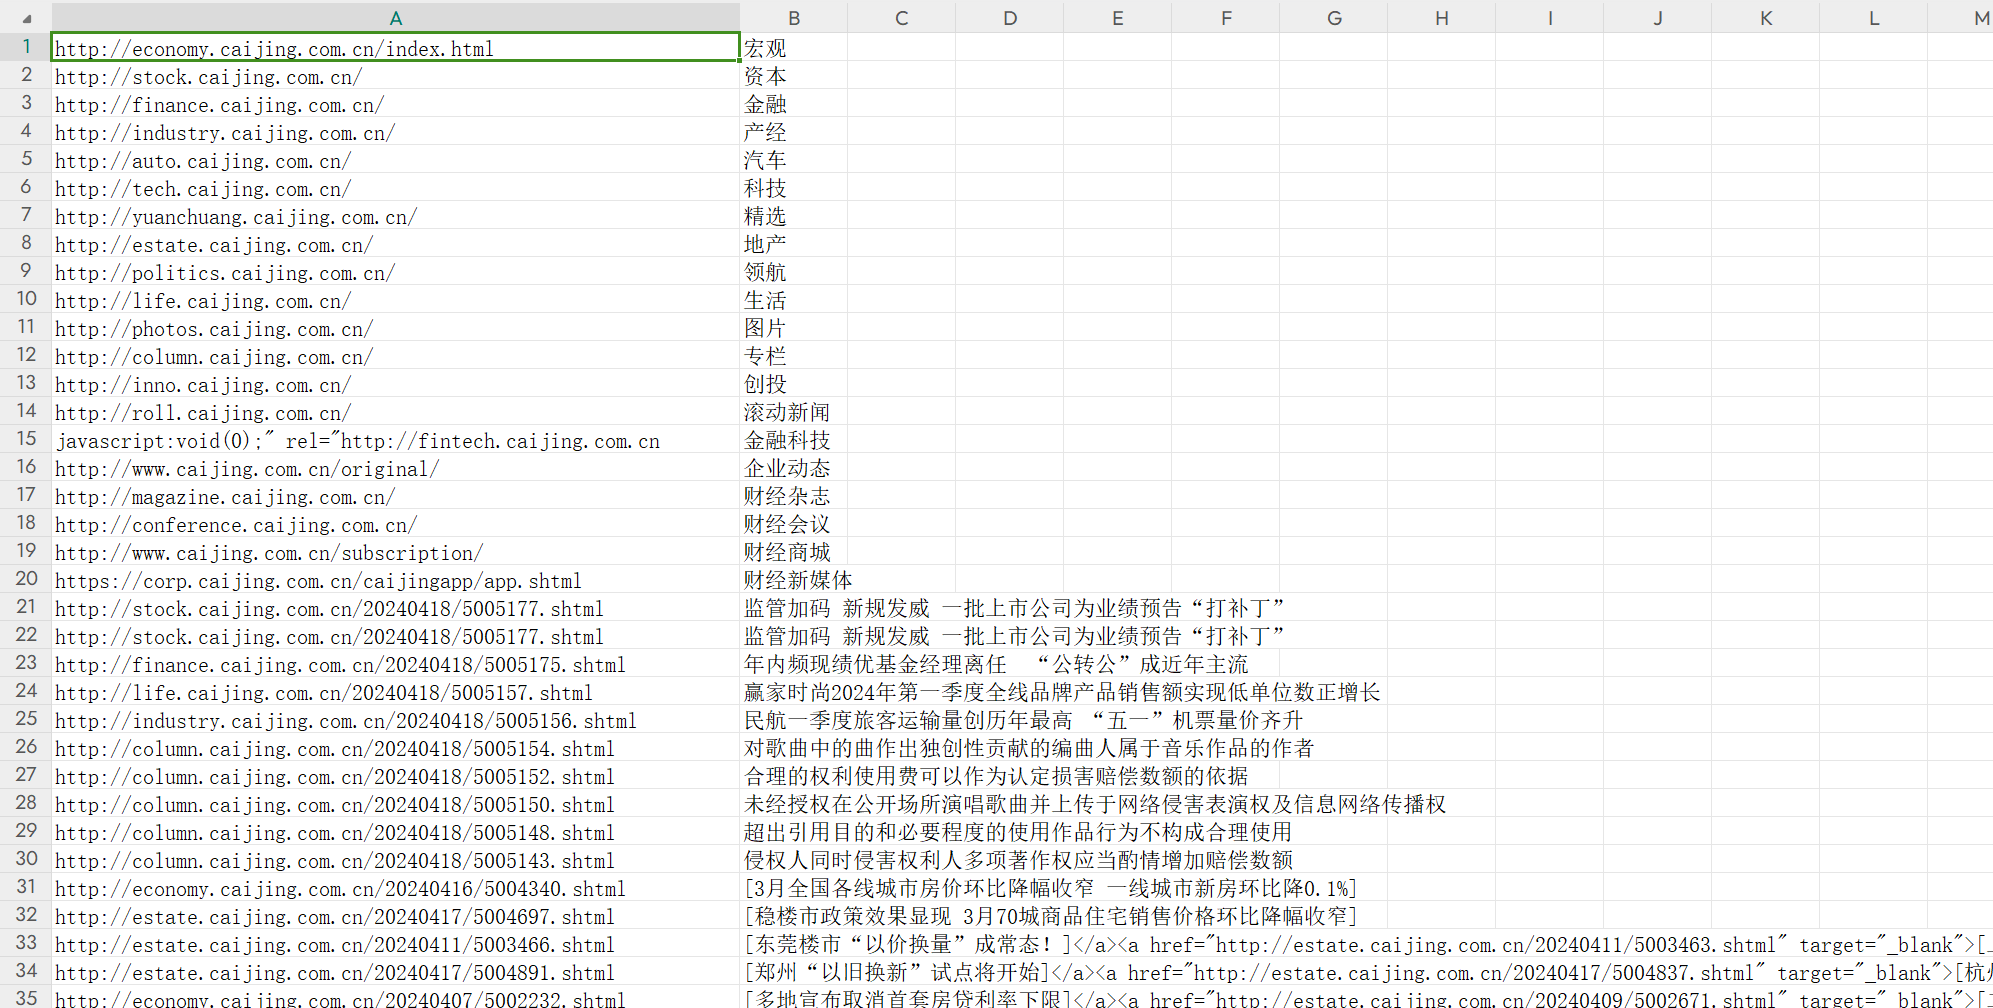 A B C D E F G H I J K L M
1 http://economy.caijing.com.cn/index.html 宏观
2 http://stock.caijing.com.cn/ 资本
3 http://finance.caijing.com.cn/ 金融
4 http://industry.caijing.com.cn/ 产经
5 http://auto.caijing.com.cn/ 汽车
6 http://tech.caijing.com.cn/ 科技
7 http://yuanchuang.caijing.com.cn/ 精选
8 http://estate.caijing.com.cn/ 地产
9 http://politics.caijing.com.cn/ 领航
10 http://life.caijing.com.cn/ 生活
11 http://photos.caijing.com.cn/ 图片
12 http://column.caijing.com.cn/ 专栏
13 http://inno.caijing.com.cn/ 创投
14 http://roll.caijing.com.cn/ 滚动新闻
15 javascript:void(0);" rel="http://fintech.caijing.com.cn 金融科技
16 http://www.caijing.com.cn/original/ 企业动态
17 http://magazine.caijing.com.cn/ 财经杂志
18 http://conference.caijing.com.cn/ 财经会议
19 http://www.caijing.com.cn/subscription/ 财经商城
20 https://corp.caijing.com.cn/caijingapp/app.shtml 财经新媒体
21 http://stock.caijing.com.cn/20240418/5005177.shtml 监管加码 新规发威 一批上市公司为业绩预告“打补丁”
22 http://stock.caijing.com.cn/20240418/5005177.shtml 监管加码 新规发威 一批上市公司为业绩预告“打补丁”
23 http://finance.caijing.com.cn/20240418/5005175.shtml 年内频现绩优基金经理离任 “公转公”成近年主流
24 http://life.caijing.com.cn/20240418/5005157.shtml 赢家时尚2024年第一季度全线品牌产品销售额实现低单位数正增长
25 http://industry.caijing.com.cn/20240418/5005156.shtml 民航一季度旅客运输量创历年最高 “五一”机票量价齐升
26 http://column.caijing.com.cn/20240418/5005154.shtml 对歌曲中的曲作出独创性贡献的编曲人属于音乐作品的作者
27 http://column.caijing.com.cn/20240418/5005152.shtml 合理的权利使用费可以作为认定损害赔偿数额的依据
28 http://column.caijing.com.cn/20240418/5005150.shtml 未经授权在公开场所演唱歌曲并上传于网络侵害表演权及信息网络传播权
29 http://column.caijing.com.cn/20240418/5005148.shtml 超出引用目的和必要程度的使用作品行为不构成合理使用
30 http://column.caijing.com.cn/20240418/5005143.shtml 侵权人同时侵害权利人多项著作权应当酌情增加赔偿数额
31 http://economy.caijing.com.cn/20240416/5004340.shtml [3月全国各线城市房价环比降幅收窄 一线城市新房环比降0.1%]
32 http://estate.caijing.com.cn/20240417/5004697.shtml [稳楼市政策效果显现 3月70城商品住宅销售价格环比降幅收窄]
33 http://estate.caijing.com.cn/20240411/5003466.shtml [东莞楼市“以价换量”成常态！]</a><a href="http://estate.caijing.com.cn/20240411/5003463.shtml" target="_blank">[
34 http://estate.caijing.com.cn/20240417/5004891.shtml [郑州“以旧换新”试点将开始]</a><a href="http://estate.caijing.com.cn/20240417/5004837.shtml" target="_blank">[杭
35 http://economy.caijing.com.cn/20240407/5002232.shtml [多地宣布取消首套房贷利率下限]</a><a href="http://estate.caijing.com.cn/20240409/5002671.shtml" target="_blank">[